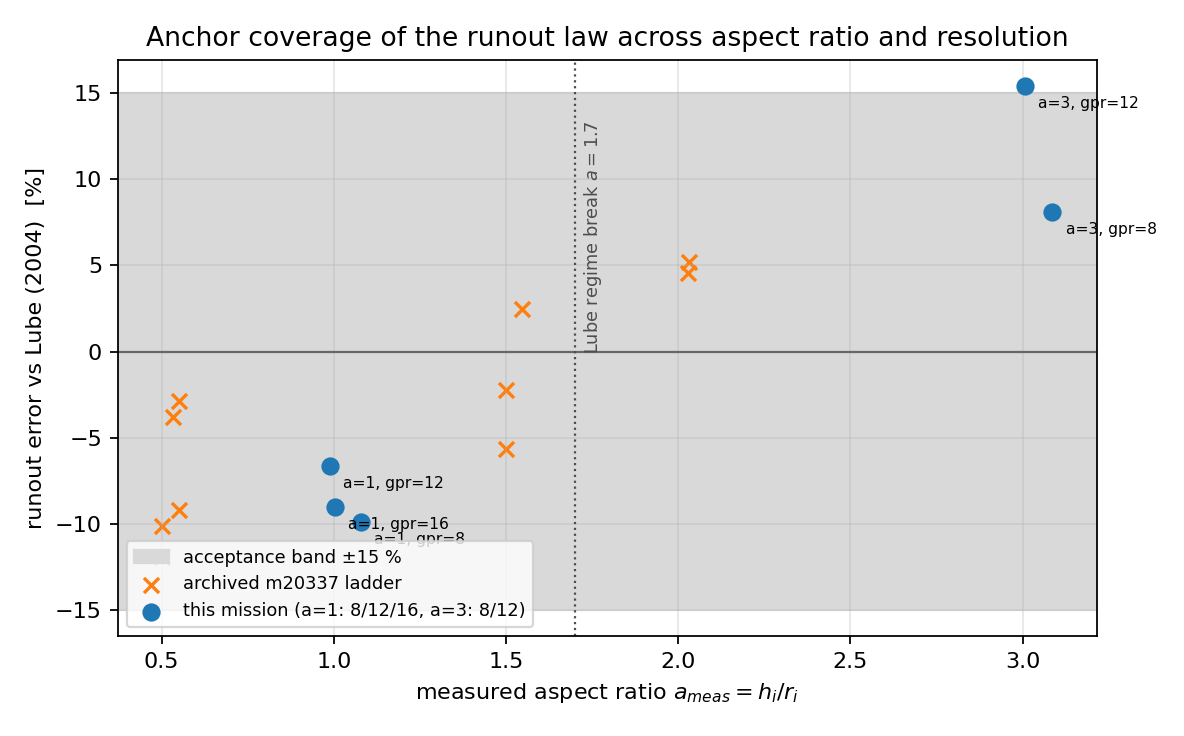 Anchor coverage of the runout law across aspect ratio and resolution
runout error vs Lube (2004) [%]
15
10
5
0
−5
−10
−15
a=3, gpr=12
a=3, gpr=8
Lube regime break a = 1.7
a=1, gpr=12
a=1, gpr=16
a=1, gpr=8
acceptance band ±15 %
archived m20337 ladder
this mission (a=1: 8/12/16, a=3: 8/12)
0.5 1.0 1.5 2.0 2.5 3.0
measured aspect ratio a_meas = h_i/r_i